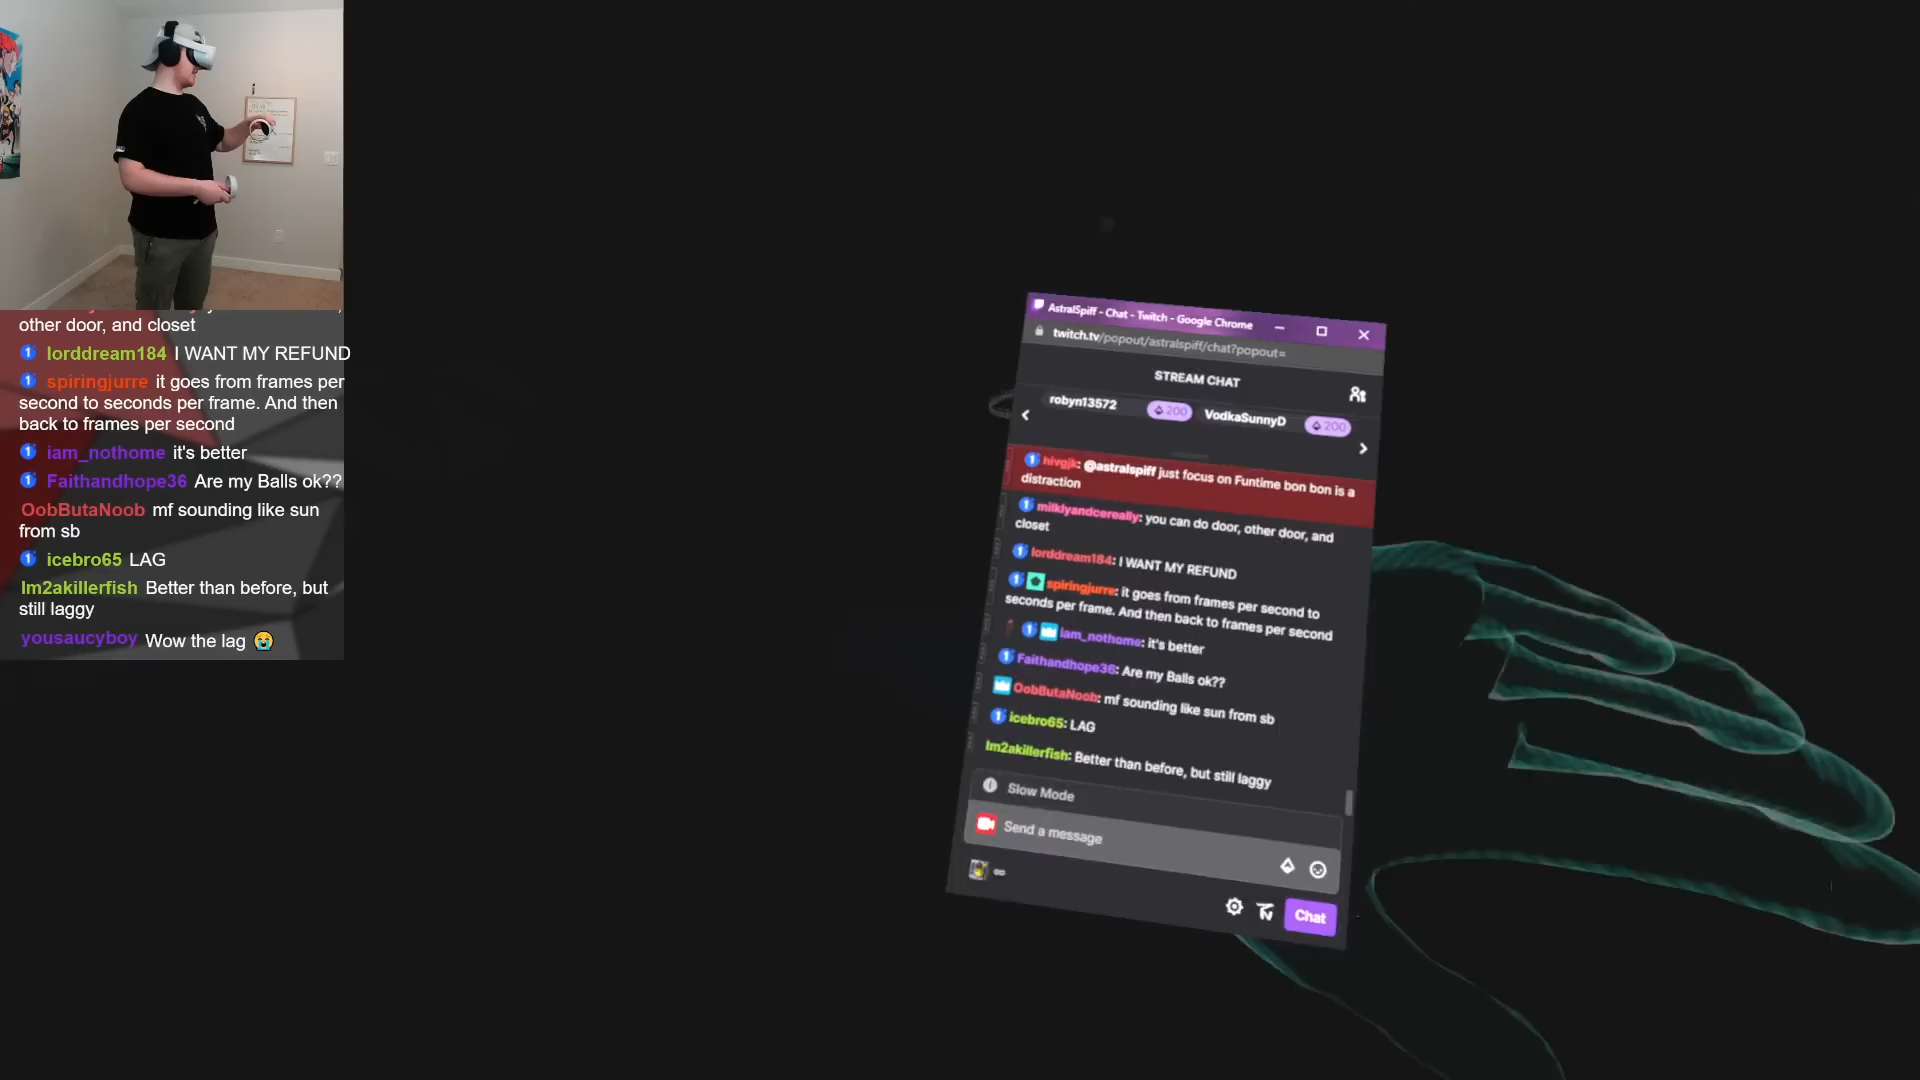 other door, and closet
lorddream184 I WANT MY REFUND
spiringjurre it goes from frames per
second to seconds per frame. And then
back to frames per second
iam_nothome it's better
Faithandhope36 Are my Balls ok??
OobButaNoob mf sounding like sun
from sb
icebro65 LAG
Im2akillerfish Better than before, but
still laggy
yousaucyboy Wow the lag 😭
AstralSpiff - Chat - Twitch - Google Chrome
twitch.tv/popout/astralspiff/chat?popout=
STREAM CHAT
robyn13572 200 VodkaSunnyD 200
hivgjk: @astralspiff just focus on Funtime bon bon is a
distraction
milklyandcereally: you can do door, other door, and
closet
lorddream184: I WANT MY REFUND
spiringjurre: it goes from frames per second to
seconds per frame. And then back to frames per second
iam_nothome: it's better
Faithandhope36: Are my Balls ok??
OobButaNoob: mf sounding like sun from sb
icebro65: LAG
Im2akillerfish: Better than before, but still laggy
Slow Mode
Send a message
∞
Chat